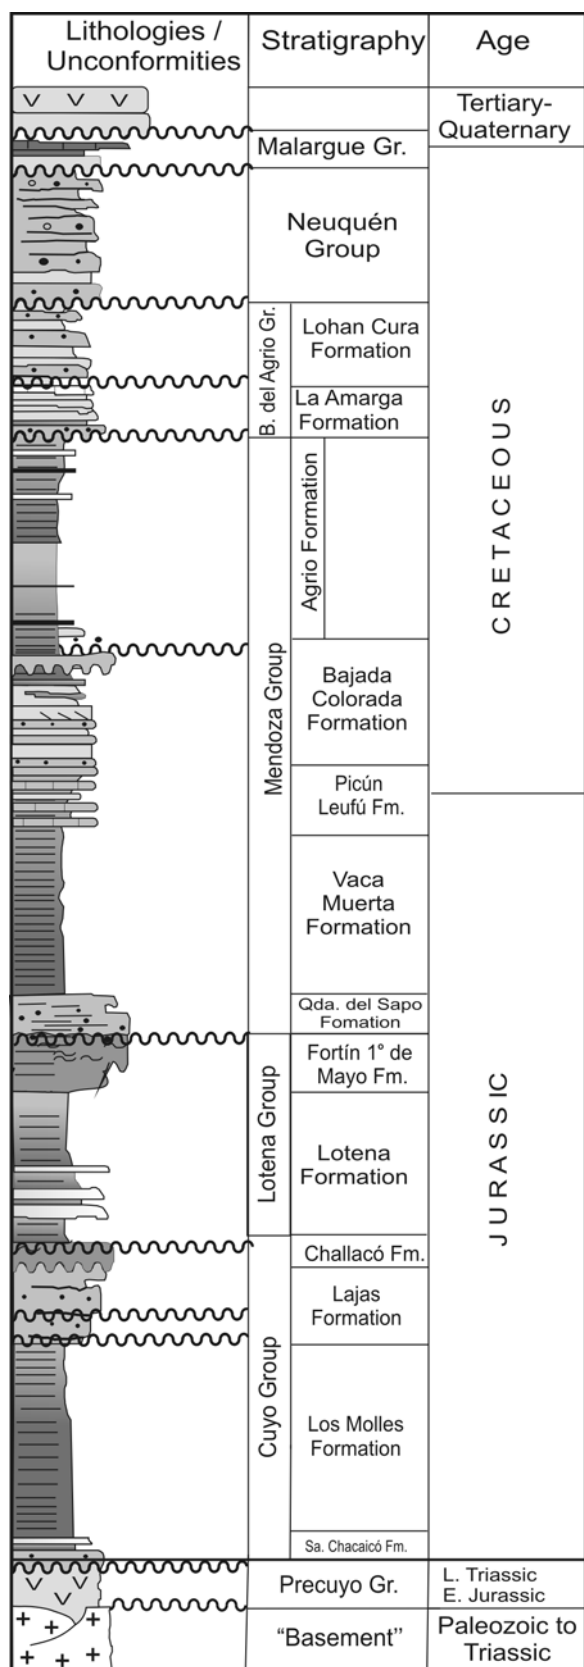 Lithologies /
Unconformities
Stratigraphy
Age
Tertiary-
Quaternary
Malargue Gr.
Neuquén
Group
B. del Agrio Gr.
Lohan Cura
Formation
La Amarga
Formation
CRETACEOUS
Mendoza Group
Agrio Formation
Bajada
Colorada
Formation
Picún
Leufú Fm.
Vaca
Muerta
Formation
Qda. del Sapo
Fomation
JURASSIC
Lotena Group
Fortín 1° de
Mayo Fm.
Lotena
Formation
Cuyo Group
Challacó Fm.
Lajas
Formation
Los Molles
Formation
Sa. Chacaicó Fm.
Precuyo Gr.
L. Triassic
E. Jurassic
"Basement"
Paleozoic to
Triassic